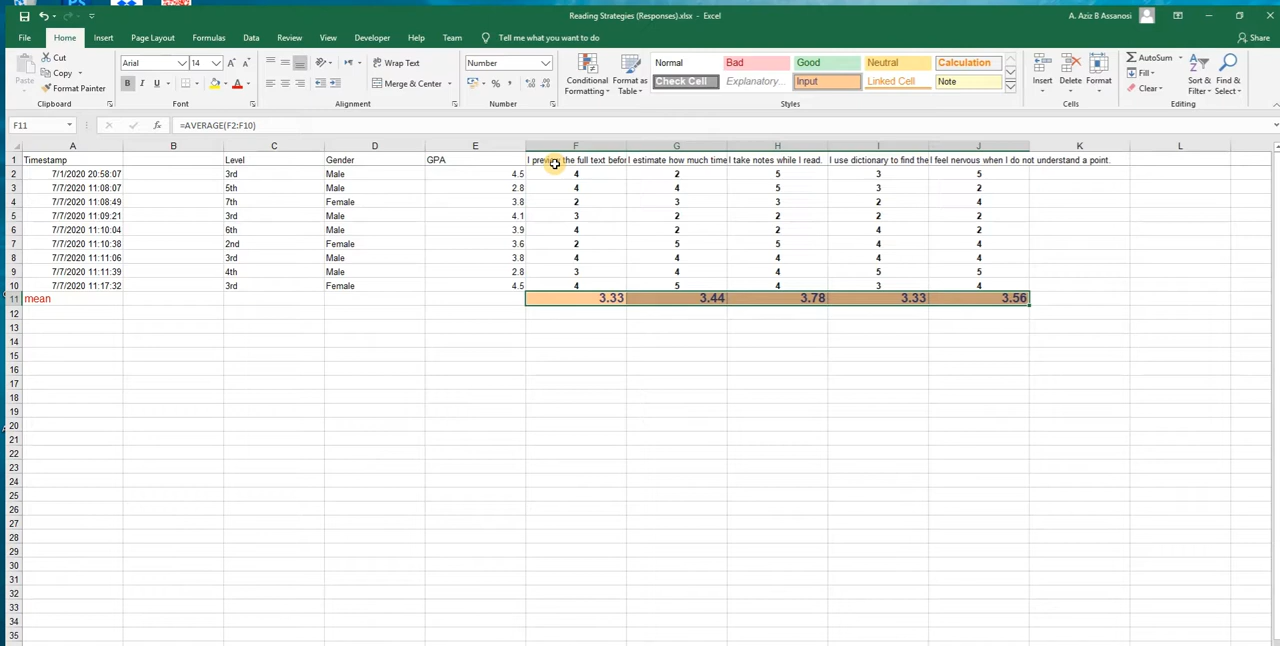 Reading Strategies (Responses).xlsx - Excel
A. Aziz B Assanosi
File Home Insert Page Layout Formulas Data Review View Developer Help Team Tell me what you want to do Share
Cut
Copy
Format Painter
Paste
Clipboard
Arial 14
B I U
Font
Wrap Text
Merge & Center
Alignment
Number
Number
Conditional Formatting
Format as Table
Normal Bad Good Neutral Calculation
Check Cell Explanatory... Input Linked Cell Note
Styles
Insert Delete Format
Cells
AutoSum
Fill
Clear
Sort & Filter
Find & Select
Editing
F11 fx =AVERAGE(F2:F10)
A B C D E F G H I J K L
1 Timestamp Level Gender GPA I preview the full text befor I estimate how much time I take notes while I read. I use dictionary to find the I feel nervous when I do not understand a point.
2 7/1/2020 20:58:07 3rd Male 4.5 4 2 5 3 5
3 7/7/2020 11:08:07 5th Male 2.8 4 4 5 3 2
4 7/7/2020 11:08:49 7th Female 3.8 2 3 3 2 4
5 7/7/2020 11:09:21 3rd Male 4.1 3 2 2 2 2
6 7/7/2020 11:10:04 6th Male 3.9 4 2 2 4 2
7 7/7/2020 11:10:38 2nd Female 3.6 2 5 5 4 4
8 7/7/2020 11:11:06 3rd Male 3.8 4 4 4 4 4
9 7/7/2020 11:11:39 4th Male 2.8 3 4 4 5 5
10 7/7/2020 11:17:32 3rd Female 4.5 4 5 4 3 4
11 mean 3.33 3.44 3.78 3.33 3.56
12
13
14
15
16
17
18
19
20
21
22
23
24
25
26
27
28
29
30
31
32
33
34
35